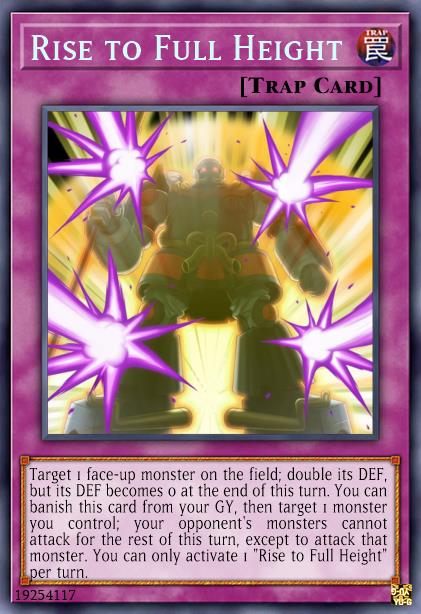 RISE TO FULL HEIGHT
TRAP
罠
[TRAP CARD]
Target 1 face-up monster on the field; double its DEF,
but its DEF becomes 0 at the end of this turn. You can
banish this card from your GY, then target 1 monster
you control; your opponent's monsters cannot
attack for the rest of this turn, except to attack that
monster. You can only activate 1 "Rise to Full Height"
per turn.
19254117